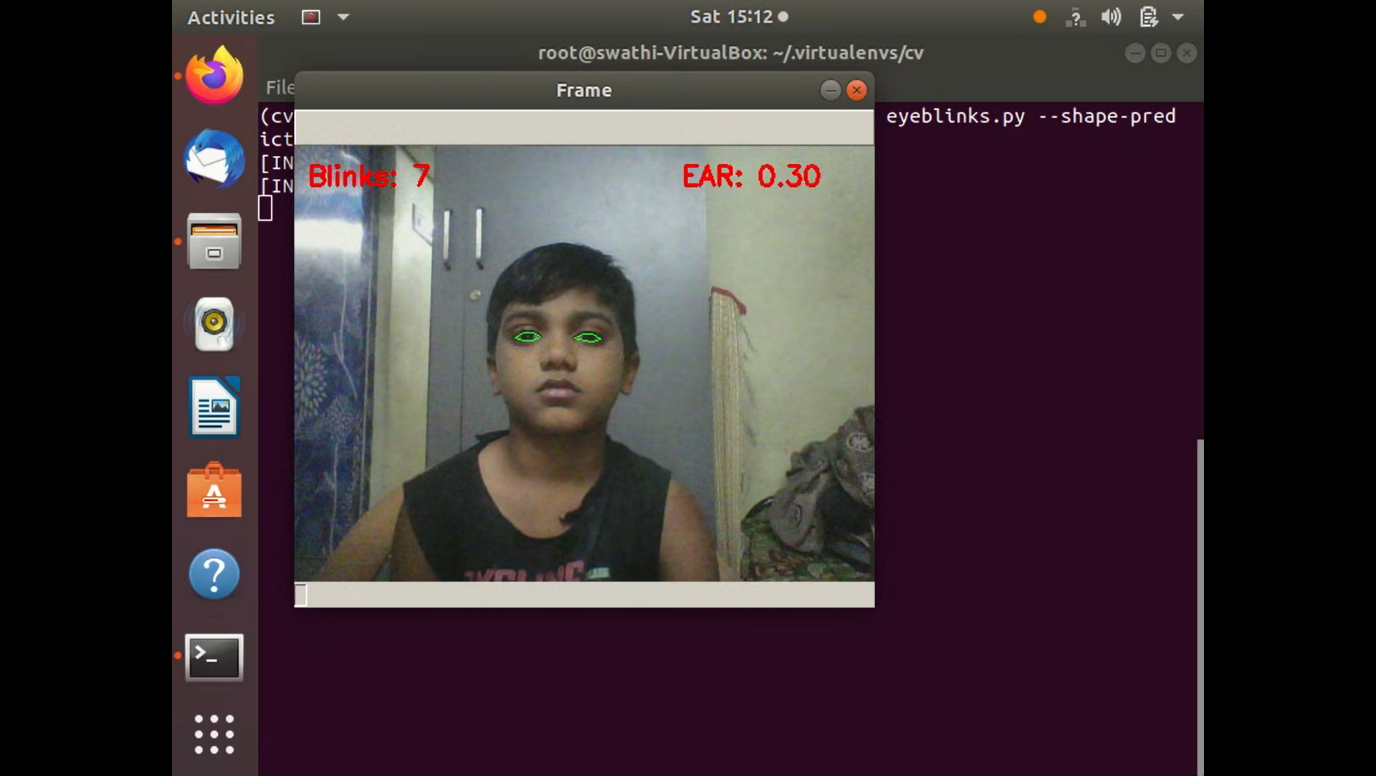 Activities
Sat 15:12
root@swathi-VirtualBox: ~/.virtualenvs/cv
File
Frame
(cv eyeblinks.py --shape-pred
ict
[IN
[IN
Blinks: 7 EAR: 0.30